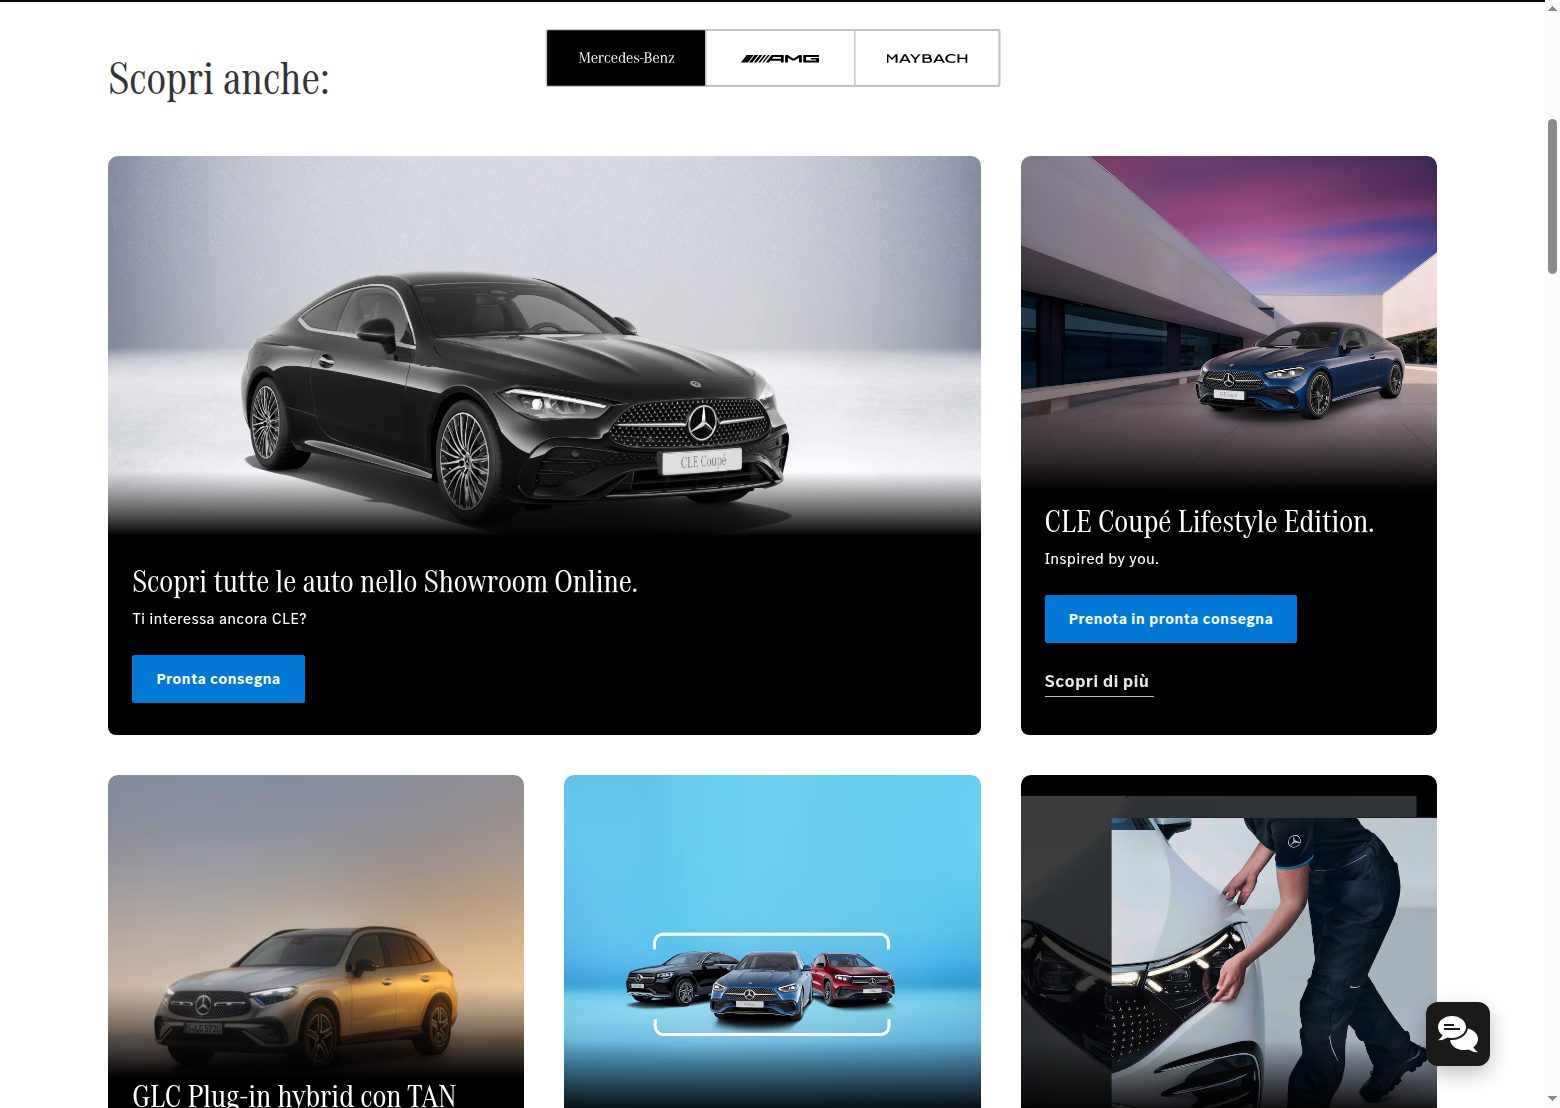 Scopri anche:
Mercedes-Benz
AMG
MAYBACH
CLE Coupé
Scopri tutte le auto nello Showroom Online.
Ti interessa ancora CLE?
Pronta consegna
CLE Coupé Lifestyle Edition.
Inspired by you.
Prenota in pronta consegna
Scopri di più
GLC Plug-in hybrid con TAN